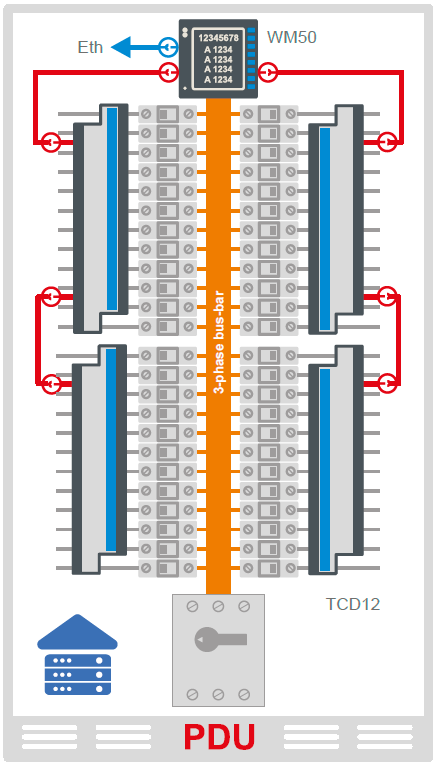 Eth
WM50
12345678
A 1234
A 1234
A 1234
A 1234
3-phase bus-bar
TCD12
PDU